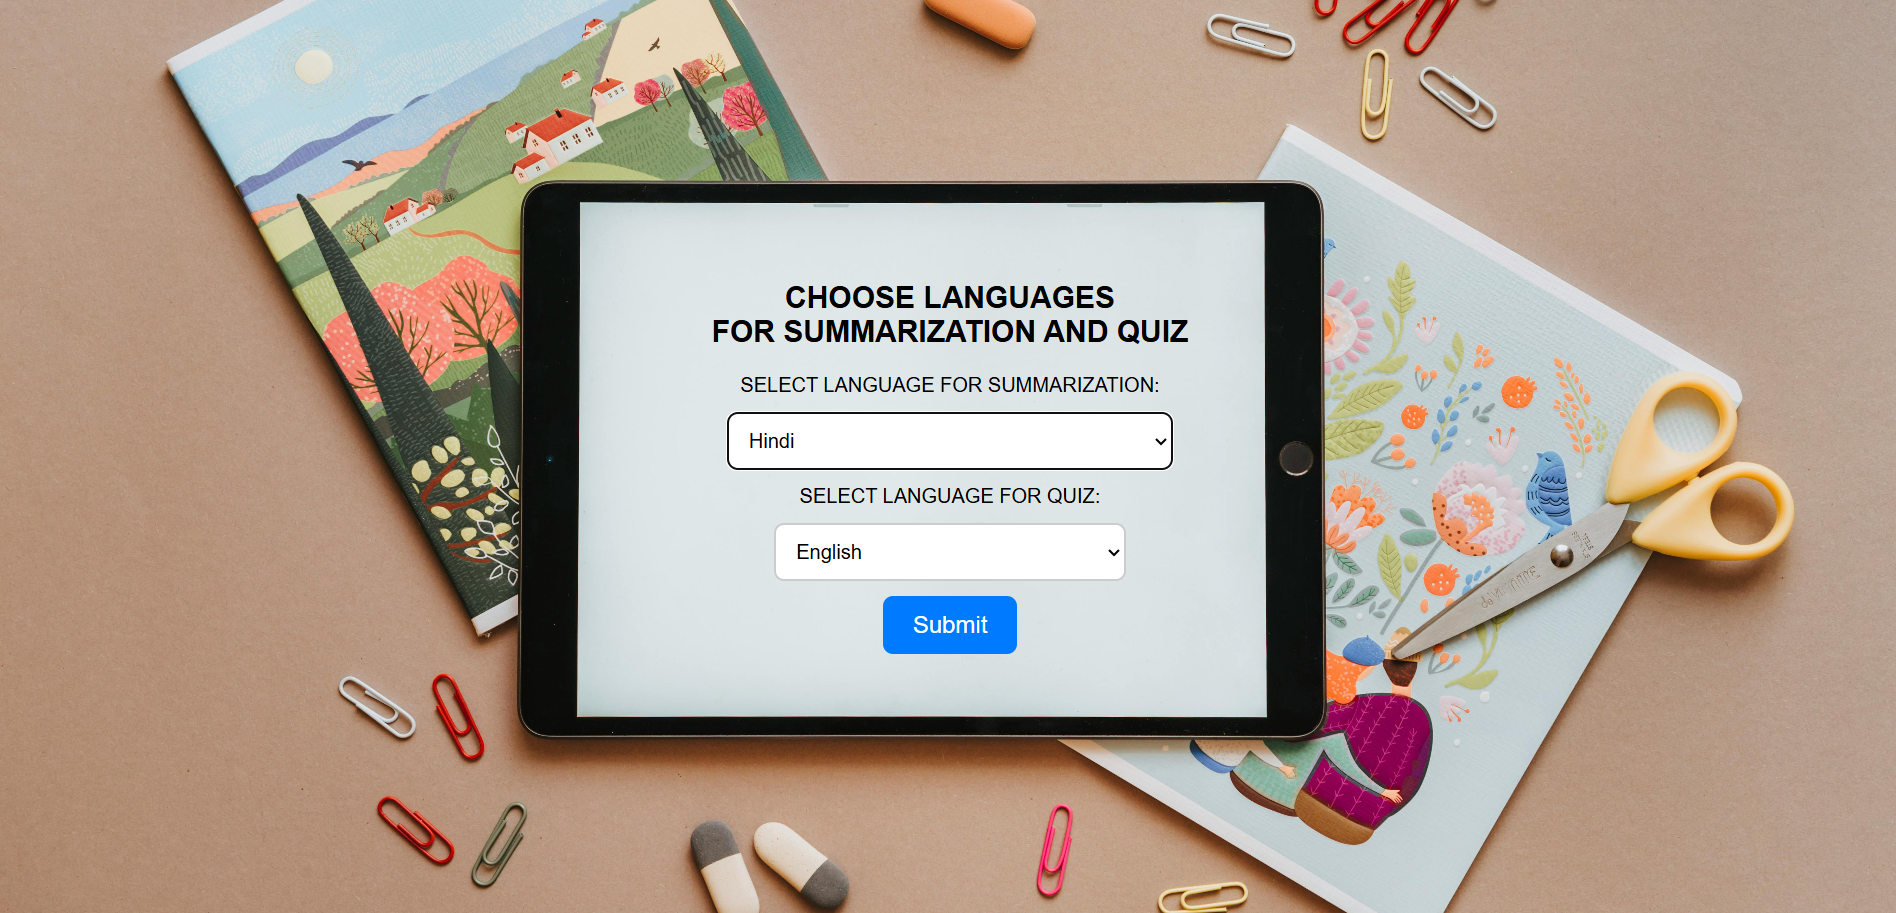 CHOOSE LANGUAGES
FOR SUMMARIZATION AND QUIZ
SELECT LANGUAGE FOR SUMMARIZATION:
Hindi
SELECT LANGUAGE FOR QUIZ:
English
Submit